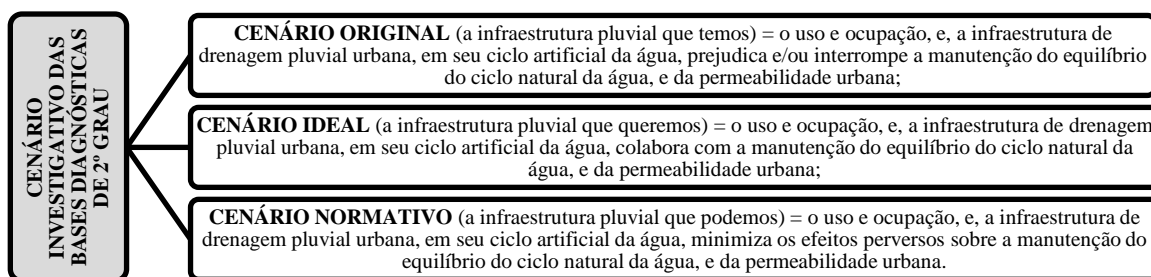 CENÁRIO
INVESTIGATIVO DAS
BASES DIAGNÓSTICAS
DE 2º GRAU
CENÁRIO ORIGINAL (a infraestrutura pluvial que temos) = o uso e ocupação, e, a infraestrutura de
drenagem pluvial urbana, em seu ciclo artificial da água, prejudica e/ou interrompe a manutenção do equilíbrio
do ciclo natural da água, e da permeabilidade urbana;
CENÁRIO IDEAL (a infraestrutura pluvial que queremos) = o uso e ocupação, e, a infraestrutura de drenagem
pluvial urbana, em seu ciclo artificial da água, colabora com a manutenção do equilíbrio do ciclo natural da
água, e da permeabilidade urbana;
CENÁRIO NORMATIVO (a infraestrutura pluvial que podemos) = o uso e ocupação, e, a infraestrutura de
drenagem pluvial urbana, em seu ciclo artificial da água, minimiza os efeitos perversos sobre a manutenção do
equilíbrio do ciclo natural da água, e da permeabilidade urbana.